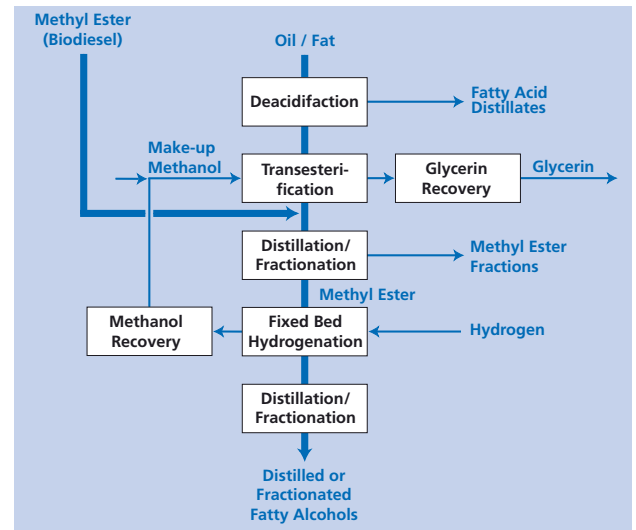 Methyl Ester
(Biodiesel)
Oil / Fat
Deacidifaction
Fatty Acid
Distillates
Make-up
Methanol
Transesteri-
fication
Glycerin
Recovery
Glycerin
Distillation/
Fractionation
Methyl Ester
Fractions
Methyl Ester
Methanol
Recovery
Fixed Bed
Hydrogenation
Hydrogen
Distillation/
Fractionation
Distilled or
Fractionated
Fatty Alcohols